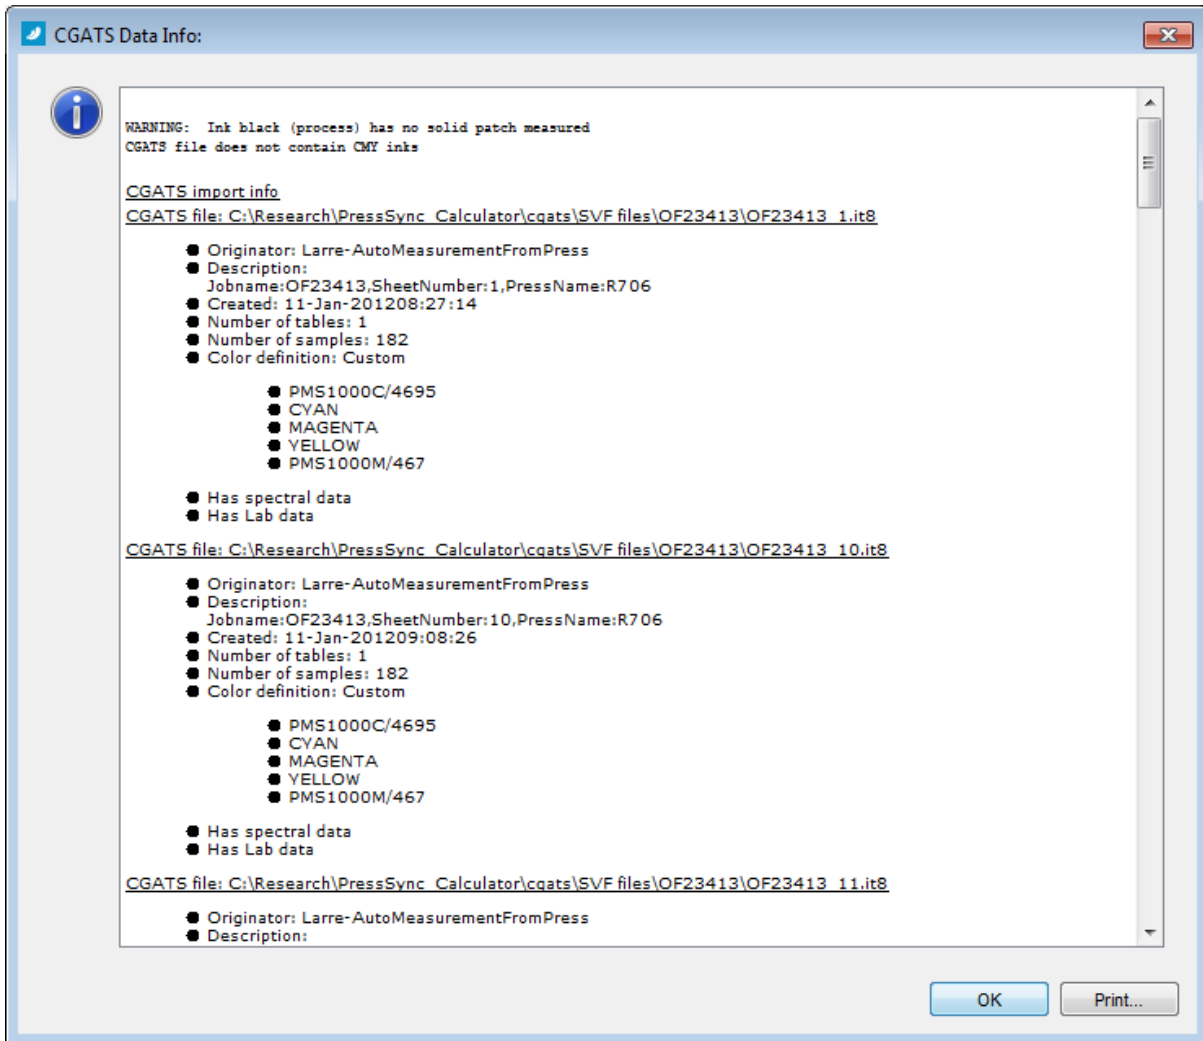 CGATS Data Info:
WARNING: Ink black (process) has no solid patch measured
CGATS file does not contain CMY inks
CGATS import info
CGATS file: C:\Research\PressSync_Calculator\cgats\SVF files\OF23413\OF23413_1.it8
Originator: Larre-AutoMeasurementFromPress
Description:
Jobname:OF23413,SheetNumber:1,PressName:R706
Created: 11-Jan-201208:27:14
Number of tables: 1
Number of samples: 182
Color definition: Custom
PMS1000C/4695
CYAN
MAGENTA
YELLOW
PMS1000M/467
Has spectral data
Has Lab data
CGATS file: C:\Research\PressSync_Calculator\cgats\SVF files\OF23413\OF23413_10.it8
Originator: Larre-AutoMeasurementFromPress
Description:
Jobname:OF23413,SheetNumber:10,PressName:R706
Created: 11-Jan-201209:08:26
Number of tables: 1
Number of samples: 182
Color definition: Custom
PMS1000C/4695
CYAN
MAGENTA
YELLOW
PMS1000M/467
Has spectral data
Has Lab data
CGATS file: C:\Research\PressSync_Calculator\cgats\SVF files\OF23413\OF23413_11.it8
Originator: Larre-AutoMeasurementFromPress
Description:
OK
Print...